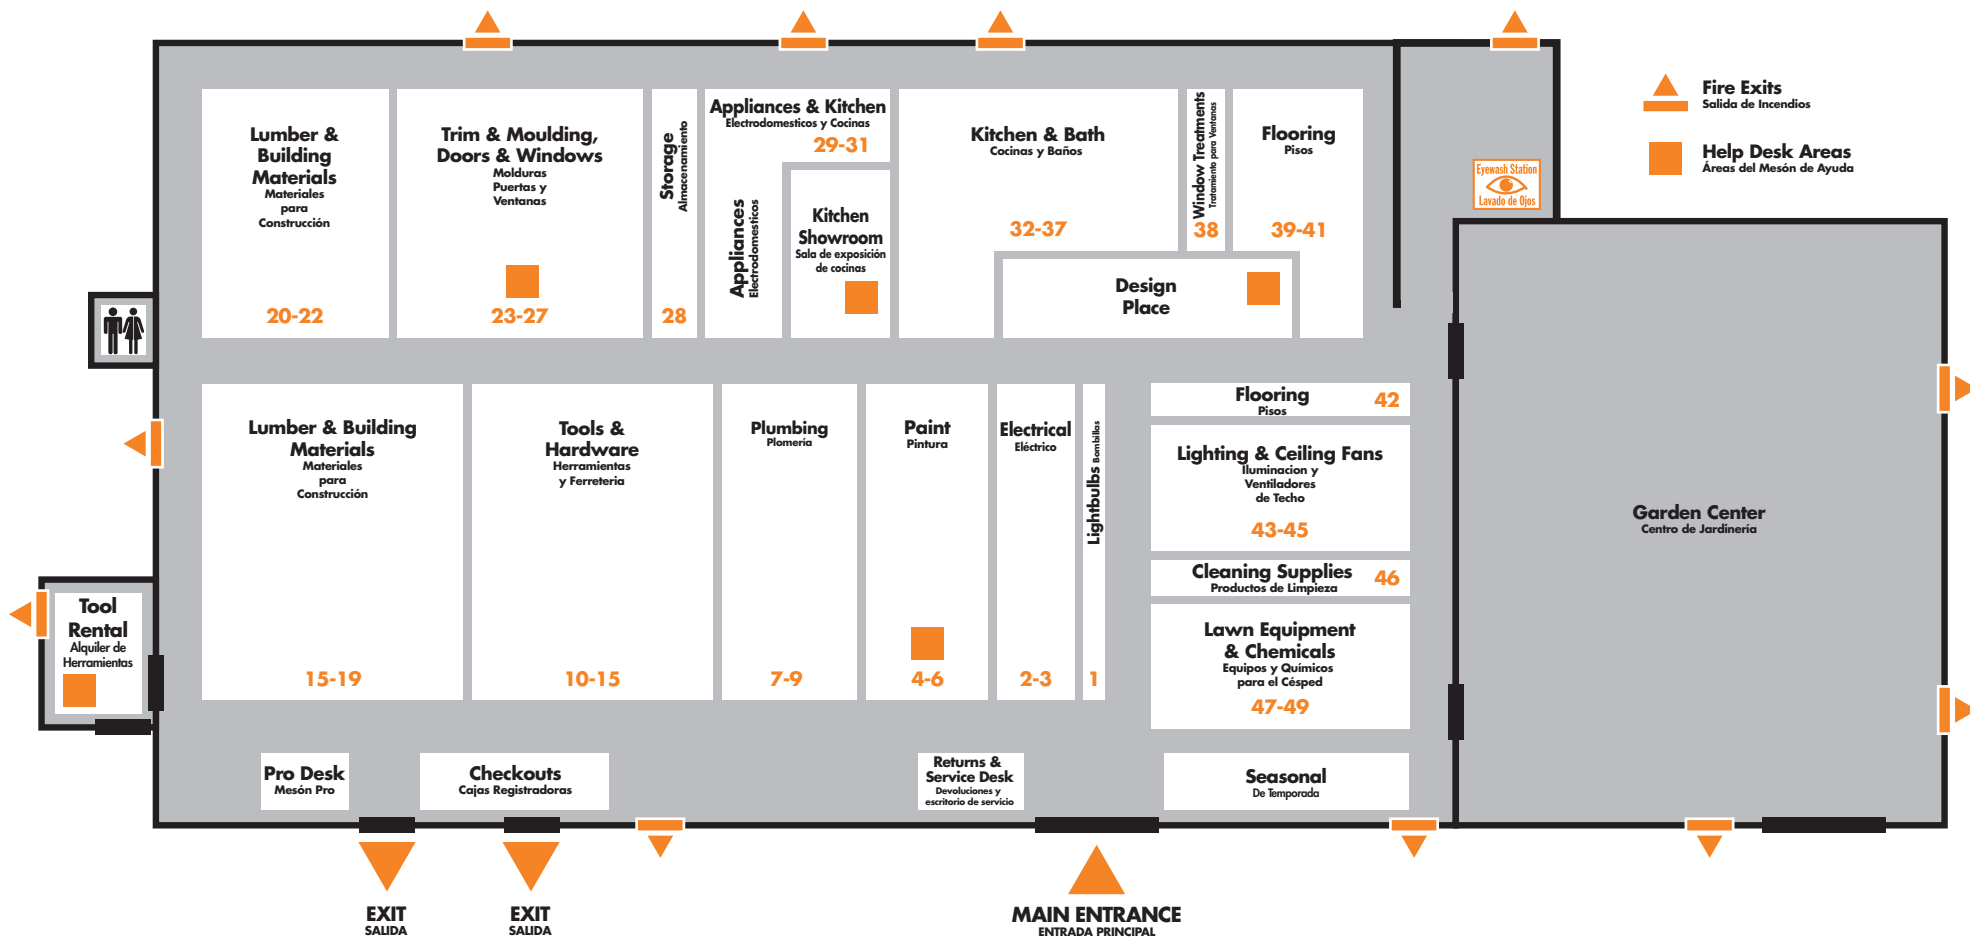 Fire Exits
Salida de Incendios
Help Desk Areas
Áreas del Mesón de Ayuda
Eyewash Station
Lavado de Ojos
Lumber &
Building
Materials
Materiales
para
Construcción
20-22
Trim & Moulding,
Doors & Windows
Molduras
Puertas y
Ventanas
23-27
Storage
Almacenamiento
28
Appliances & Kitchen
Electrodomesticos y Cocinas
29-31
Appliances
Electrodomesticos
Kitchen
Showroom
Sala de exposición
de cocinas
Kitchen & Bath
Cocinas y Baños
32-37
Window Treatments
Tratamiento para Ventanas
38
Flooring
Pisos
39-41
Design
Place
Lumber & Building
Materials
Materiales
para
Construcción
15-19
Tools &
Hardware
Herramientas
y Ferreteria
10-15
Plumbing
Plomería
7-9
Paint
Pintura
4-6
Electrical
Eléctrico
2-3
Lightbulbs Bombillas
1
Flooring
Pisos
42
Lighting & Ceiling Fans
Iluminacion y
Ventiladores
de Techo
43-45
Cleaning Supplies
Productos de Limpieza
46
Lawn Equipment
& Chemicals
Equipos y Químicos
para el Césped
47-49
Garden Center
Centro de Jardinería
Tool
Rental
Alquiler de
Herramientas
Pro Desk
Mesón Pro
Checkouts
Cajas Registradoras
Returns &
Service Desk
Devoluciones y
escritorio de servicio
Seasonal
De Temporada
EXIT
SALIDA
EXIT
SALIDA
MAIN ENTRANCE
ENTRADA PRINCIPAL